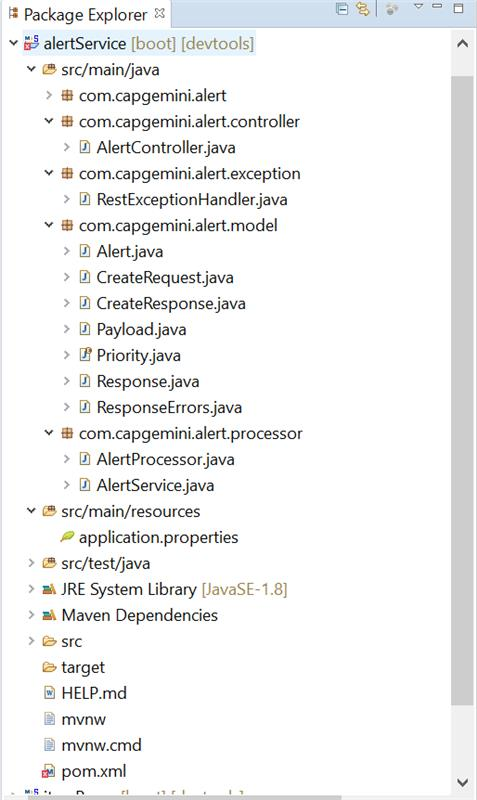 Package Explorer
alertService [boot] [devtools]
src/main/java
com.capgemini.alert
com.capgemini.alert.controller
AlertController.java
com.capgemini.alert.exception
RestExceptionHandler.java
com.capgemini.alert.model
Alert.java
CreateRequest.java
CreateResponse.java
Payload.java
Priority.java
Response.java
ResponseErrors.java
com.capgemini.alert.processor
AlertProcessor.java
AlertService.java
src/main/resources
application.properties
src/test/java
JRE System Library [JavaSE-1.8]
Maven Dependencies
src
target
HELP.md
mvnw
mvnw.cmd
pom.xml